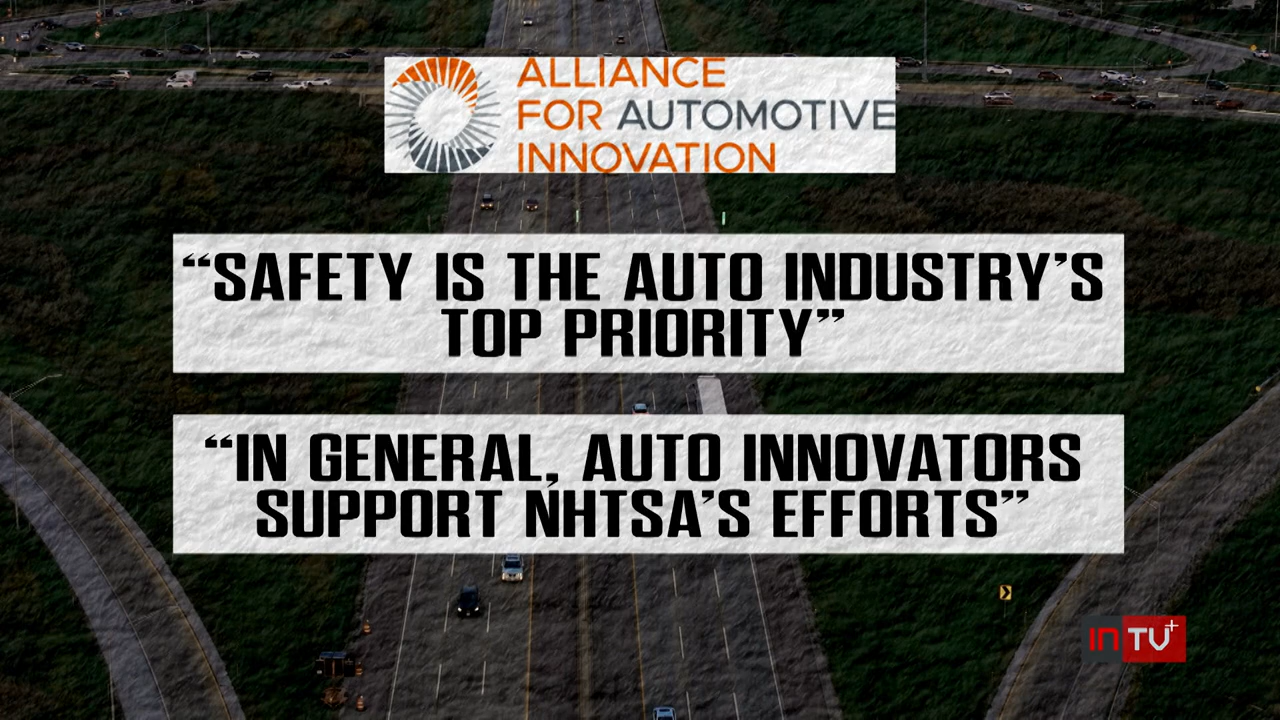 ALLIANCE
FOR AUTOMOTIVE
INNOVATION
“SAFETY IS THE AUTO INDUSTRY’S
TOP PRIORITY”
“IN GENERAL, AUTO INNOVATORS
SUPPORT NHTSA’S EFFORTS”
INTV+